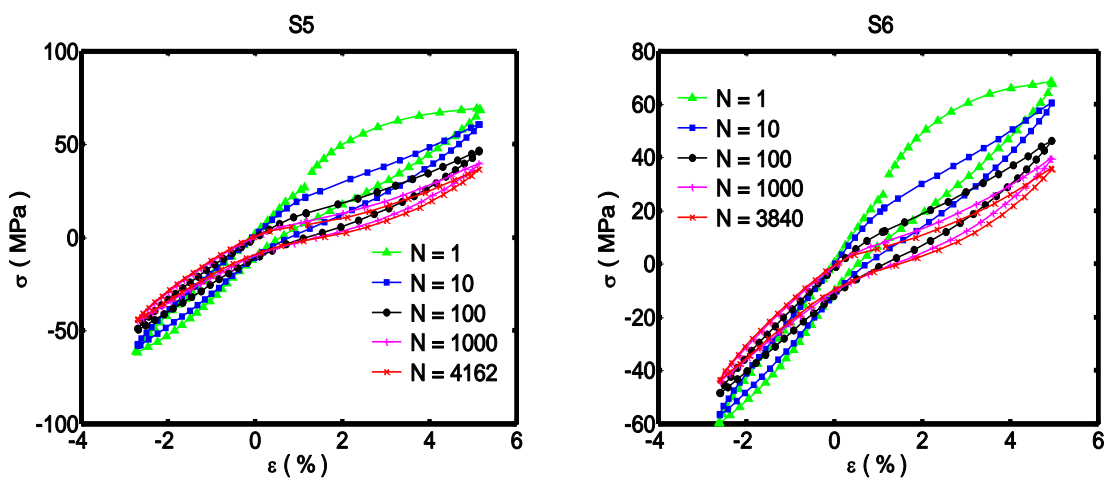 S5
100
50
0
-50
-100
-4 -2 0 2 4 6
σ ( MPa )
ε ( % )
N = 1
N = 10
N = 100
N = 1000
N = 4162
S6
80
60
40
20
0
-20
-40
-60
-4 -2 0 2 4 6
σ ( MPa )
ε ( % )
N = 1
N = 10
N = 100
N = 1000
N = 3840